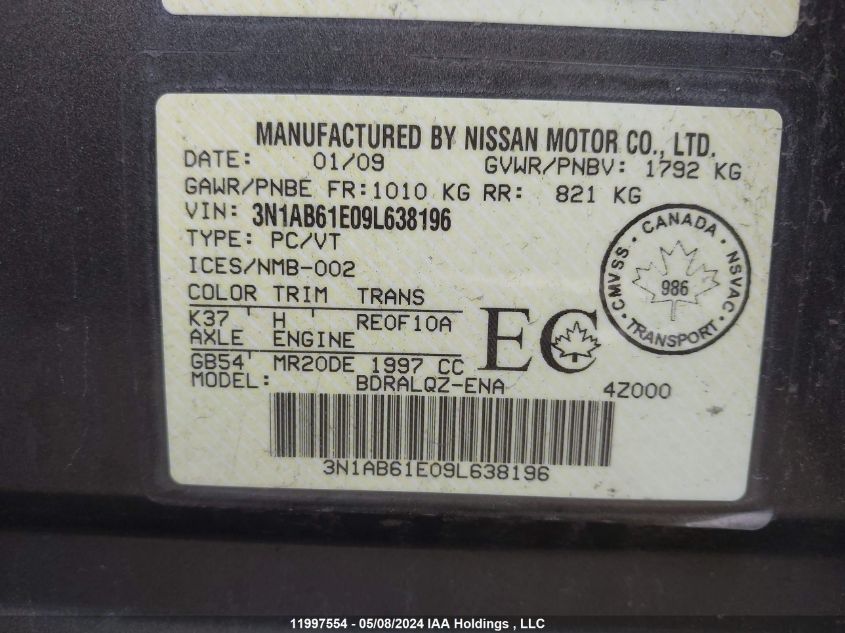 MANUFACTURED BY NISSAN MOTOR CO., LTD.
DATE: 01/09 GVWR/PNBV: 1792 KG
GAWR/PNBE FR:1010 KG RR: 821 KG
VIN: 3N1AB61E09L638196
TYPE: PC/VT
ICES/NMB-002
COLOR TRIM TRANS
K37 ' H ' RE0F10A
AXLE ENGINE
GB54' MR20DE 1997 CC
MODEL: BDRALQZ-ENA 4Z000
EC
CANADA
CMVSS · NSVAC
986
TRANSPORT
3N1AB61E09L638196
11997554 - 05/08/2024 IAA Holdings , LLC